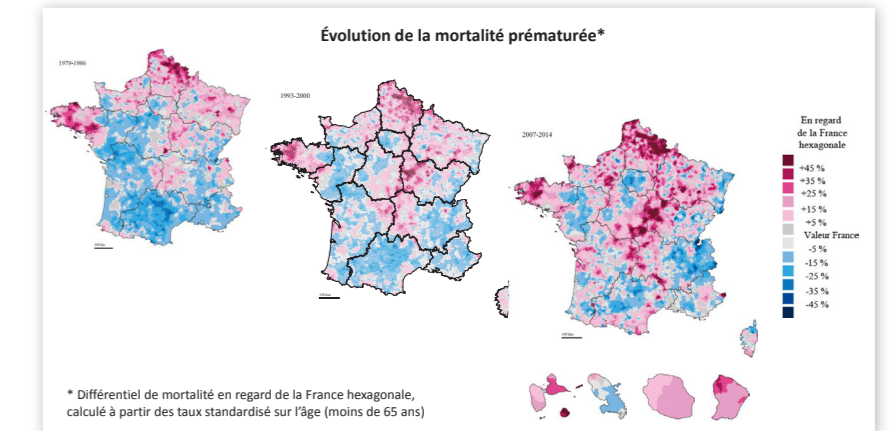 Évolution de la mortalité prématurée*
1979-1986
1993-2000
2007-2014
En regard
de la France
hexagonale
+45 %
+35 %
+25 %
+15 %
+5 %
Valeur France
-5 %
-15 %
-25 %
-35 %
-45 %
* Différentiel de mortalité en regard de la France hexagonale,
calculé à partir des taux standardisé sur l'âge (moins de 65 ans)